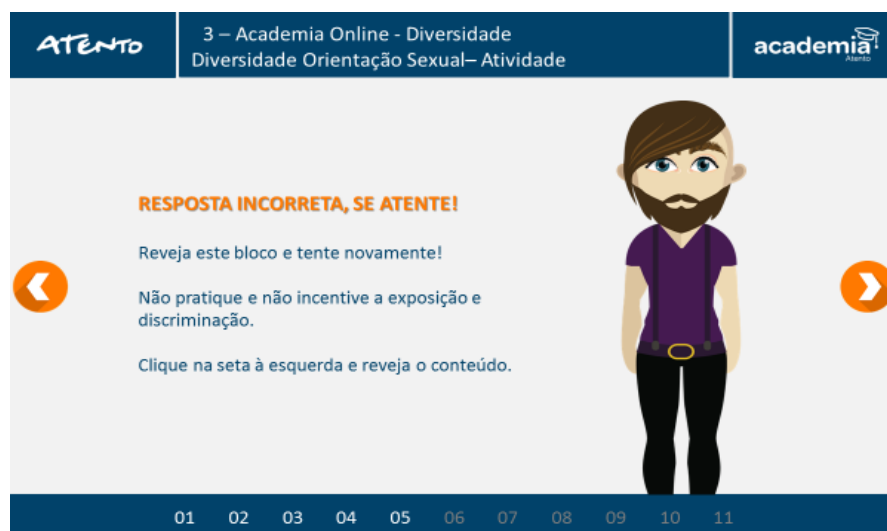 ATENTO
3 – Academia Online - Diversidade
Diversidade Orientação Sexual– Atividade
academia
Atento
RESPOSTA INCORRETA, SE ATENTE!
Reveja este bloco e tente novamente!
Não pratique e não incentive a exposição e
discriminação.
Clique na seta à esquerda e reveja o conteúdo.
01 02 03 04 05 06 07 08 09 10 11